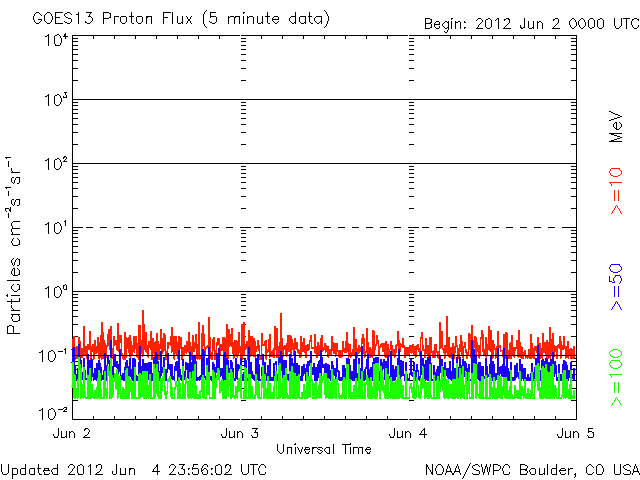 GOES13 Proton Flux (5 minute data)
Begin: 2012 Jun 2 0000 UTC
Particles cm⁻²s⁻¹sr⁻¹
10⁴
10³
10²
10¹
10⁰
10⁻¹
10⁻²
Jun 2
Jun 3
Jun 4
Jun 5
Universal Time
MeV
>=10
>=50
>=100
Updated 2012 Jun 4 23:56:02 UTC
NOAA/SWPC Boulder, CO USA